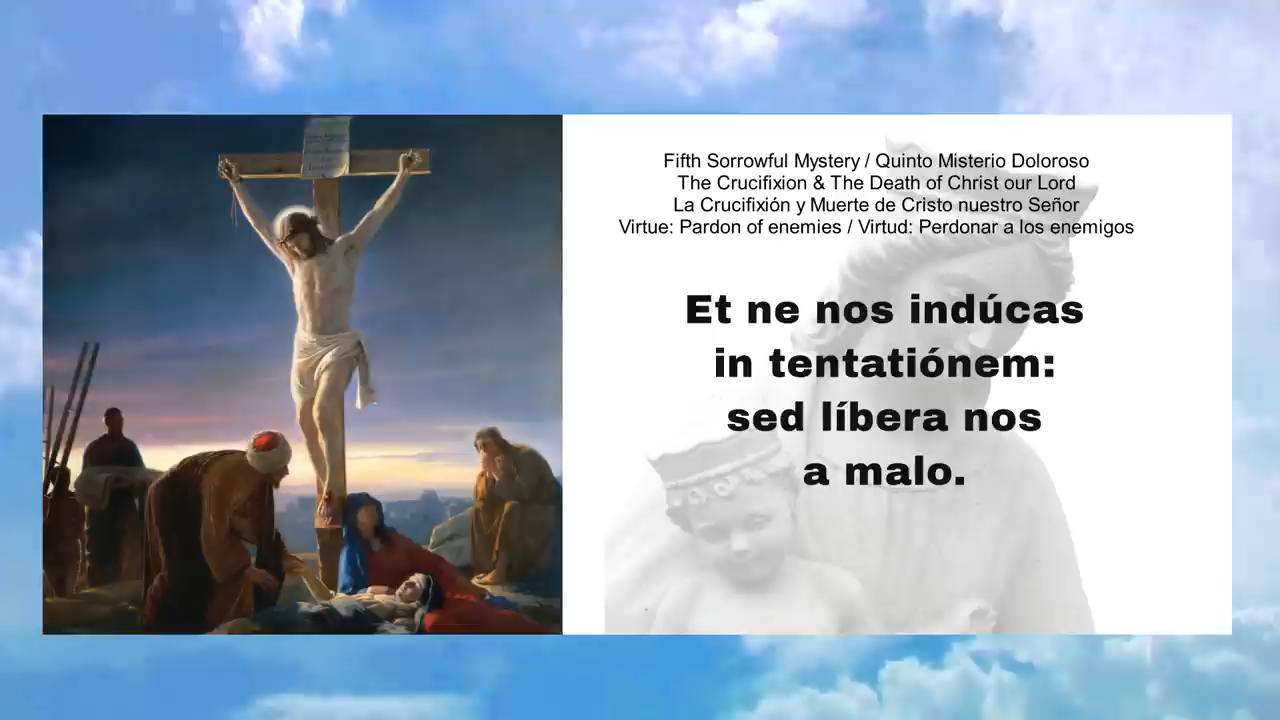 Fifth Sorrowful Mystery / Quinto Misterio Doloroso
The Crucifixion & The Death of Christ our Lord
La Crucifixión y Muerte de Cristo nuestro Señor
Virtue: Pardon of enemies / Virtud: Perdonar a los enemigos
Et ne nos indúcas
in tentatiónem:
sed líbera nos
a malo.